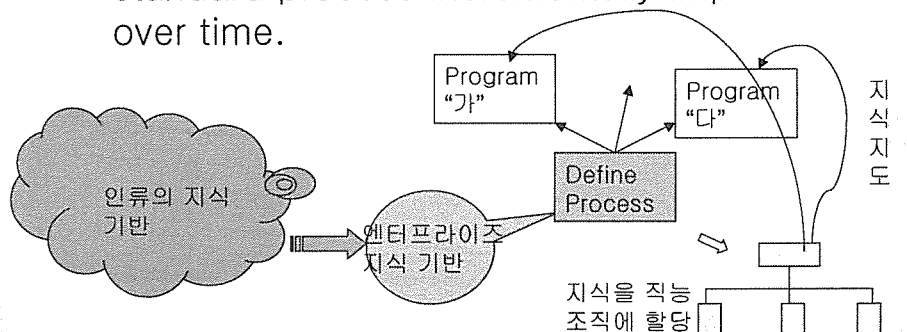 over time.
Program
“가”
Program
“다”
지
식
지
도
Define
Process
인류의 지식
기반
엔터프라이즈
지식 기반
지식을 직능
조직에 할당